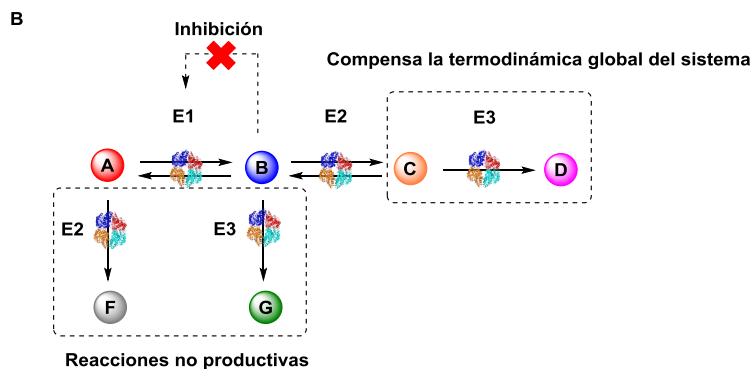 B
Inhibición
Compensa la termodinámica global del sistema
E1
E2
E3
A
B
C
D
E2
E3
F
G
Reacciones no productivas